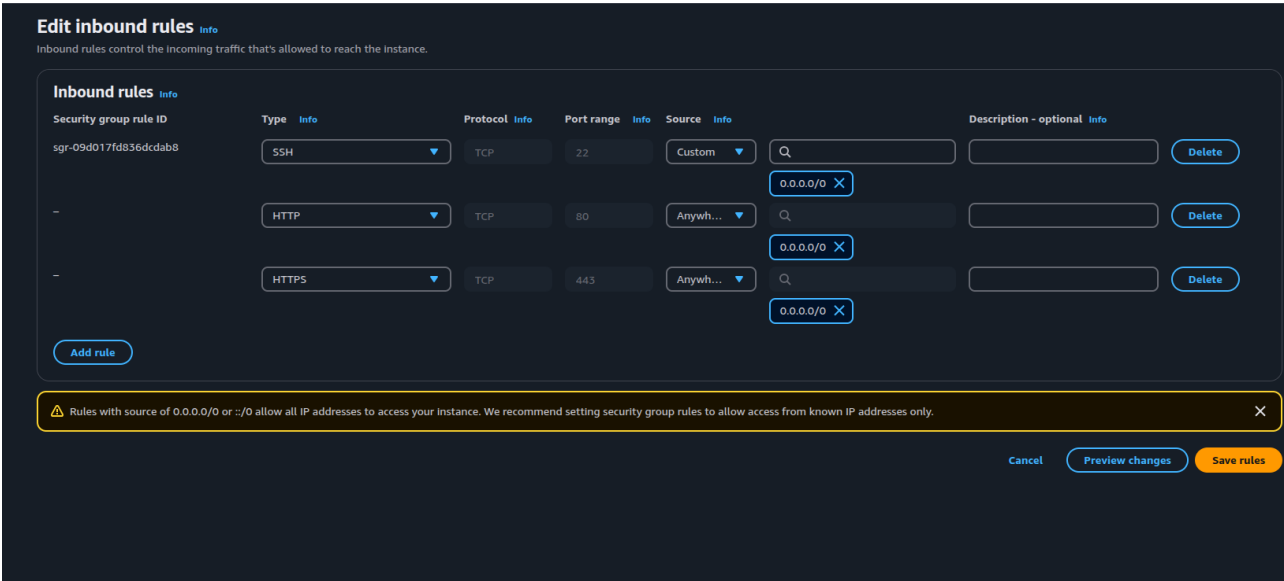 Edit inbound rules Info
Inbound rules control the incoming traffic that's allowed to reach the instance.
Inbound rules Info
Security group rule ID Type Info Protocol Info Port range Info Source Info Description - optional Info
sgr-09d017fd836dcdab8 SSH TCP 22 Custom Delete
0.0.0.0/0
– HTTP TCP 80 Anywh... Delete
0.0.0.0/0
– HTTPS TCP 443 Anywh... Delete
0.0.0.0/0
Add rule
Rules with source of 0.0.0.0/0 or ::/0 allow all IP addresses to access your instance. We recommend setting security group rules to allow access from known IP addresses only.
Cancel Preview changes Save rules